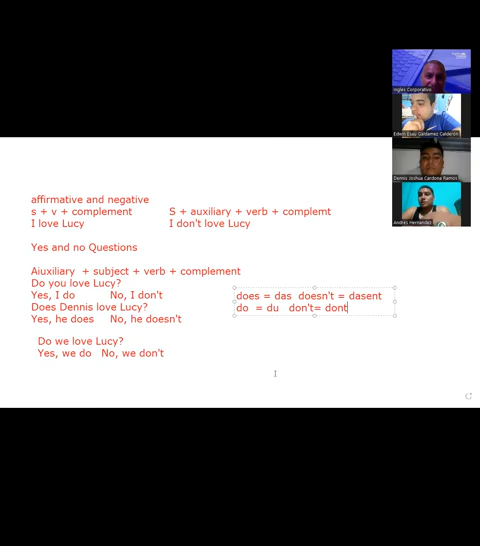 Ingles Corporativo
Edwin Esau Galdamez Calderón
Dennis Joshua Cardona Ramos
Andres Hernandez
affirmative and negative
s + v + complement S + auxiliary + verb + complemt
I love Lucy I don't love Lucy
Yes and no Questions
Aiuxiliary + subject + verb + complement
Do you love Lucy?
Yes, I do No, I don't
Does Dennis love Lucy?
Yes, he does No, he doesn't
does = das doesn't = dasent
do = du don't= dont
Do we love Lucy?
Yes, we do No, we don't